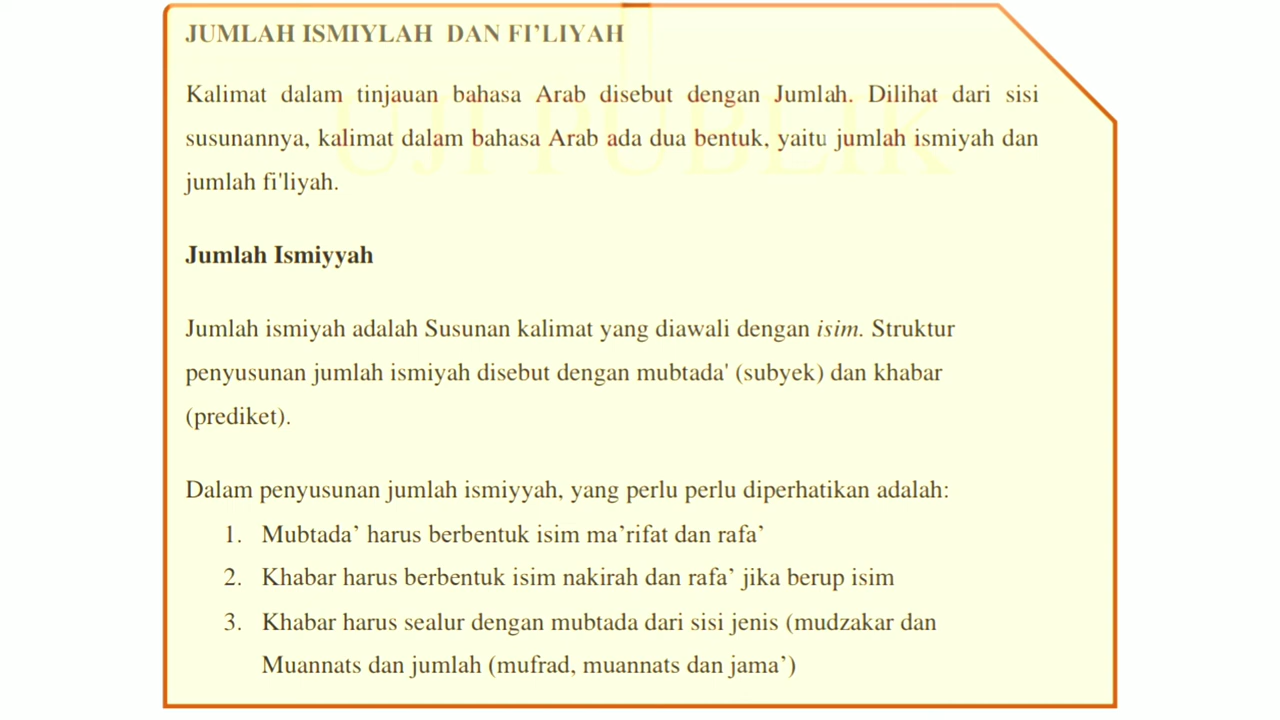 JUMLAH ISMIYLAH DAN FI’LIYAH
Kalimat dalam tinjauan bahasa Arab disebut dengan Jumlah. Dilihat dari sisi
susunannya, kalimat dalam bahasa Arab ada dua bentuk, yaitu jumlah ismiyah dan
jumlah fi'liyah.
UJI PUBLIK
Jumlah Ismiyyah
Jumlah ismiyah adalah Susunan kalimat yang diawali dengan isim. Struktur
penyusunan jumlah ismiyah disebut dengan mubtada' (subyek) dan khabar
(prediket).
Dalam penyusunan jumlah ismiyyah, yang perlu perlu diperhatikan adalah:
1. Mubtada’ harus berbentuk isim ma’rifat dan rafa’
2. Khabar harus berbentuk isim nakirah dan rafa’ jika berup isim
3. Khabar harus sealur dengan mubtada dari sisi jenis (mudzakar dan
Muannats dan jumlah (mufrad, muannats dan jama’)